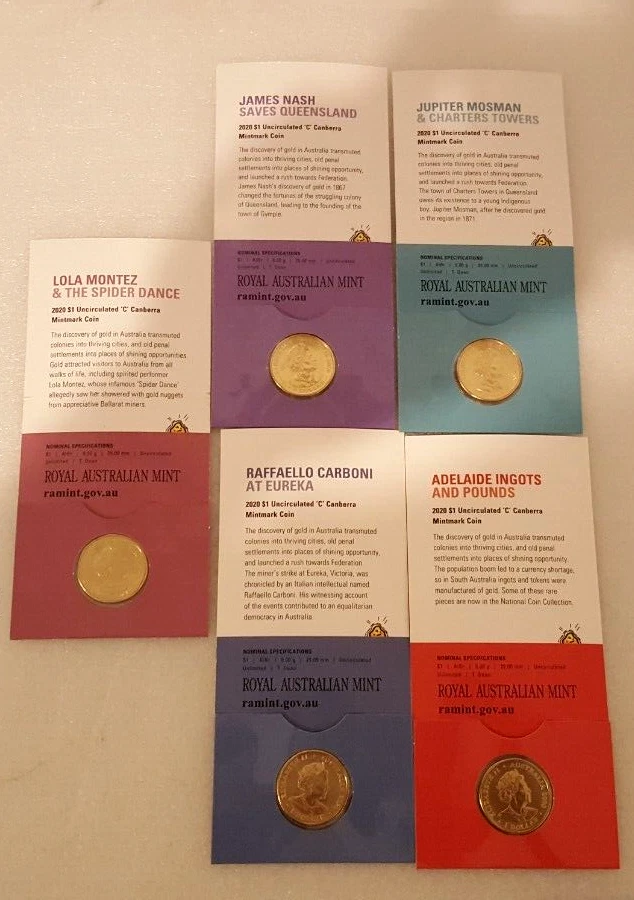 LOLA MONTEZ
& THE SPIDER DANCE
2020 $1 Uncirculated 'C' Canberra
Mintmark Coin
The discovery of gold in Australia transmuted
colonies into thriving cities, and old penal
settlements into places of shining opportunities.
Gold attracted visitors to Australia from all
walks of life, including spirited performer
Lola Montez, whose infamous 'Spider Dance'
allegedly saw her showered with gold nuggets
from appreciative Ballarat miners.
NOMINAL SPECIFICATIONS
ROYAL AUSTRALIAN MINT
ramint.gov.au
JAMES NASH
SAVES QUEENSLAND
2020 $1 Uncirculated 'C' Canberra
Mintmark Coin
The discovery of gold in Australia transmuted
colonies into thriving cities, old penal
settlements into places of shining opportunity,
and launched a rush towards Federation.
James Nash's discovery of gold in 1867
changed the fortunes of the struggling colony
of Queensland, leading to the founding of the
town of Gympie.
NOMINAL SPECIFICATIONS
ROYAL AUSTRALIAN MINT
ramint.gov.au
JUPITER MOSMAN
& CHARTERS TOWERS
2020 $1 Uncirculated 'C' Canberra
Mintmark Coin
The discovery of gold in Australia transmuted
colonies into thriving cities, old penal
settlements into places of shining opportunity,
and launched a rush towards Federation.
The town of Charters Towers in Queensland
owes its existence to a young Indigenous
boy, Jupiter Mosman, after he discovered gold
in the region in 1871.
NOMINAL SPECIFICATIONS
ROYAL AUSTRALIAN MINT
ramint.gov.au
RAFFAELLO CARBONI
AT EUREKA
2020 $1 Uncirculated 'C' Canberra
Mintmark Coin
The discovery of gold in Australia transmuted
colonies into thriving cities, old penal
settlements into places of shining opportunity,
and launched a rush towards Federation
The miner's strike at Eureka, Victoria, was
chronicled by an Italian intellectual named
Raffaello Carboni. His witnessing account
of the events contributed to an equalitarian
democracy in Australia.
NOMINAL SPECIFICATIONS
ROYAL AUSTRALIAN MINT
ramint.gov.au
ADELAIDE INGOTS
AND POUNDS
2020 $1 Uncirculated 'C' Canberra
Mintmark Coin
The discovery of gold in Australia transmuted
colonies into thriving cities, and old penal
settlements into places of shining opportunity.
The population boom led to a currency shortage,
so in South Australia ingots and tokens were
manufactured of gold. Some of these rare
pieces are now in the National Coin Collection.
NOMINAL SPECIFICATIONS
ROYAL AUSTRALIAN MINT
ramint.gov.au